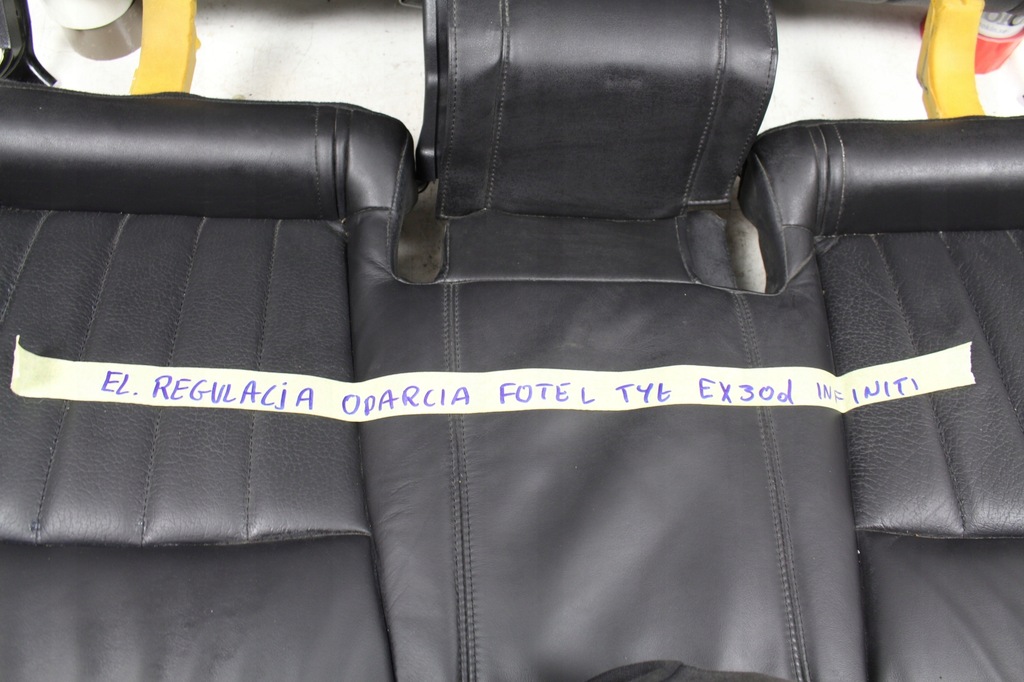 EL. REGULACjA OPARCIA FOTEL TYŁ EX30d INFINITI